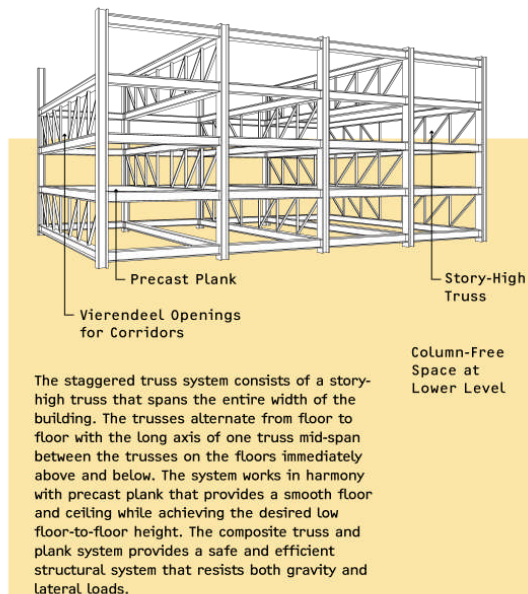 Precast Plank
Story-High
Truss
Vierendeel Openings
for Corridors
Column-Free
Space at
Lower Level
The staggered truss system consists of a story-
high truss that spans the entire width of the
building. The trusses alternate from floor to
floor with the long axis of one truss mid-span
between the trusses on the floors immediately
above and below. The system works in harmony
with precast plank that provides a smooth floor
and ceiling while achieving the desired low
floor-to-floor height. The composite truss and
plank system provides a safe and efficient
structural system that resists both gravity and
lateral loads.